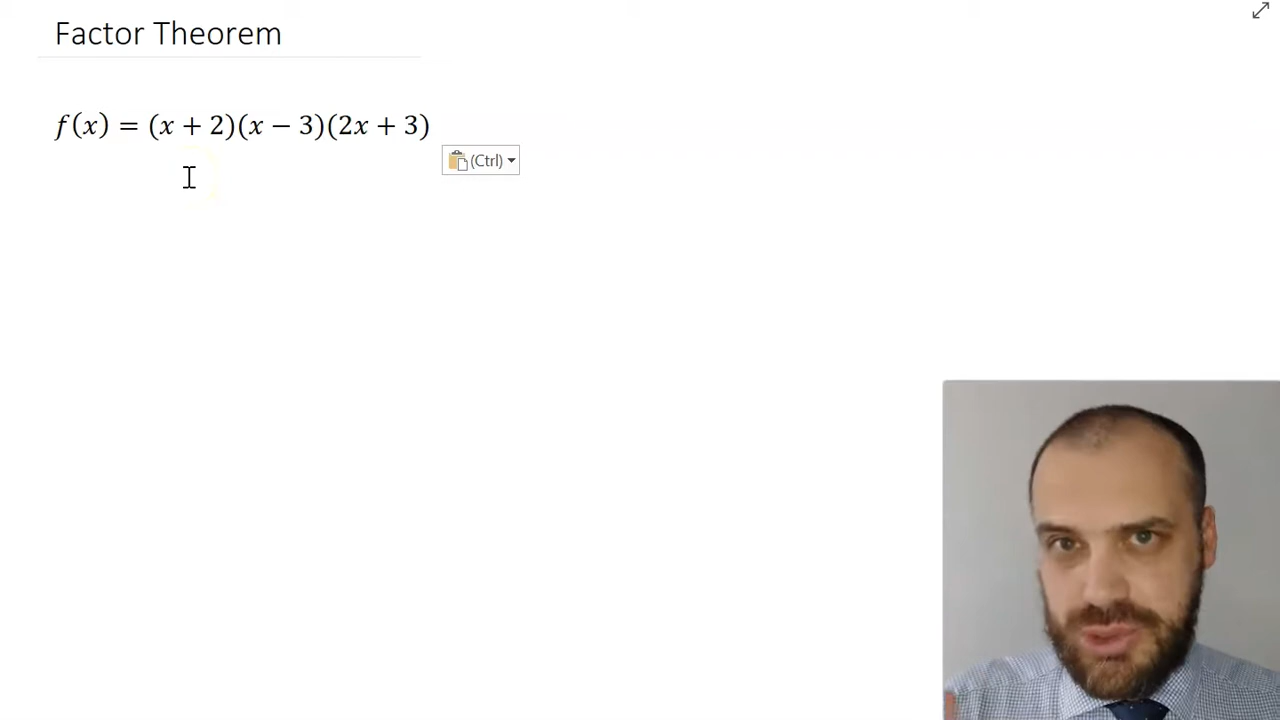 Factor Theorem
f(x) = (x + 2)(x − 3)(2x + 3)
(Ctrl)